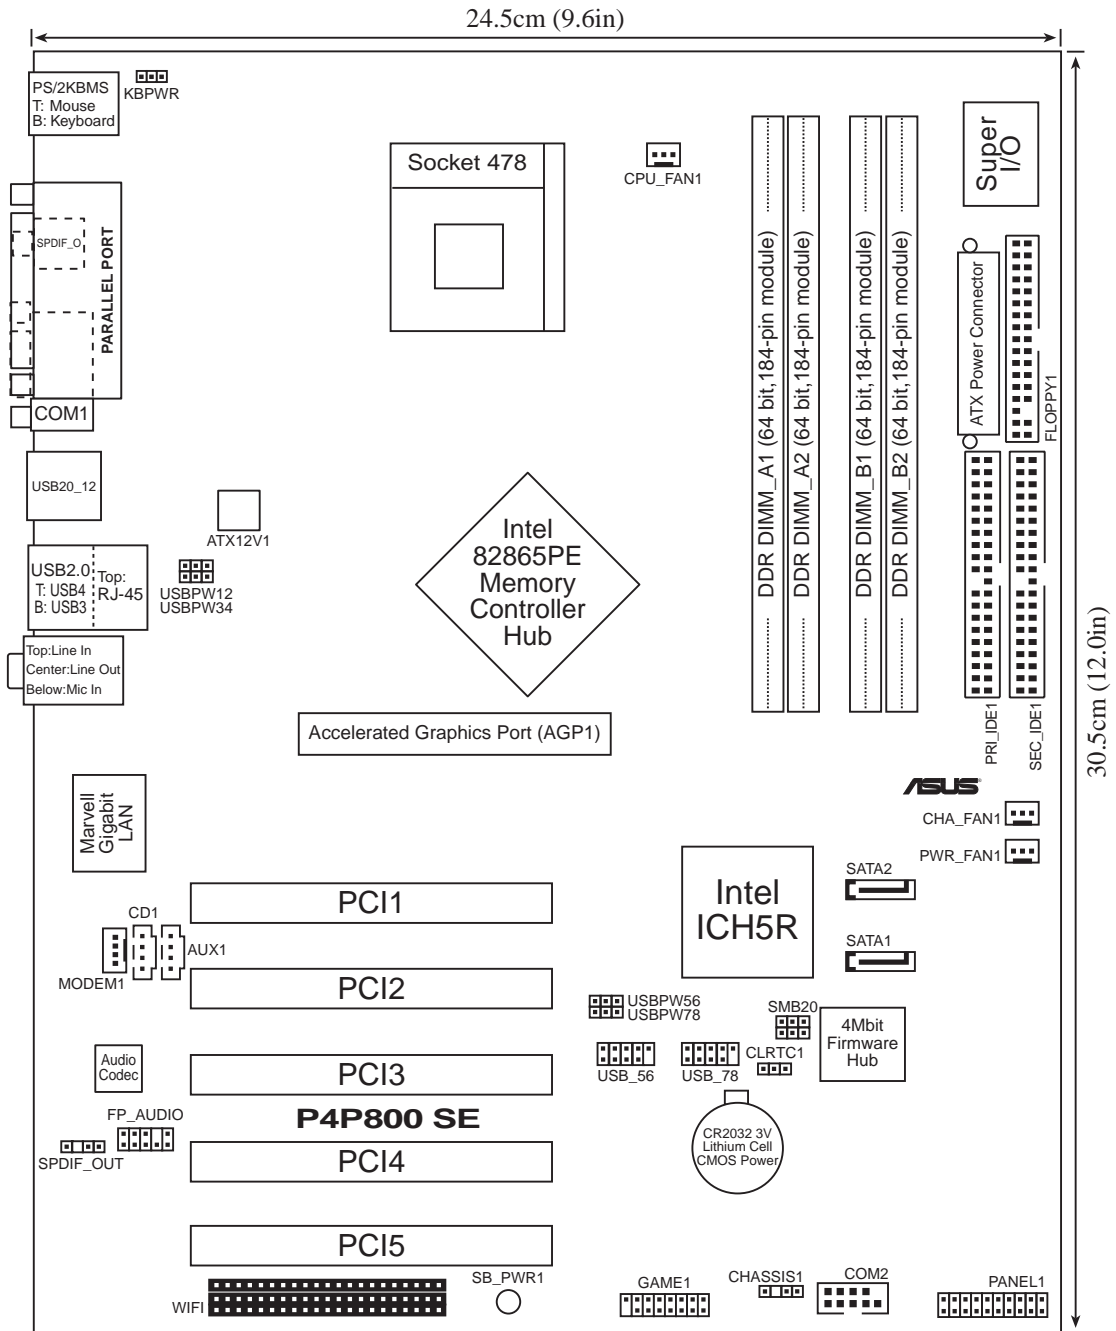 24.5cm (9.6in)
PS/2KBMS
T: Mouse
B: Keyboard
KBPWR
Socket 478
CPU_FAN1
Super
I/O
SPDIF_O
PARALLEL PORT
COM1
DDR DIMM_A1 (64 bit,184-pin module)
DDR DIMM_A2 (64 bit,184-pin module)
DDR DIMM_B1 (64 bit,184-pin module)
DDR DIMM_B2 (64 bit,184-pin module)
ATX Power Connector
FLOPPY1
USB20_12
ATX12V1
USB2.0
T: USB4
B: USB3
Top:
RJ-45
USBPW12
USBPW34
Intel
82865PE
Memory
Controller
Hub
Top:Line In
Center:Line Out
Below:Mic In
Accelerated Graphics Port (AGP1)
PRI_IDE1
SEC_IDE1
30.5cm (12.0in)
ASUS
Marvell
Gigabit
LAN
CHA_FAN1
PWR_FAN1
Intel
ICH5R
SATA2
SATA1
PCI1
CD1
AUX1
MODEM1
PCI2
USBPW56
USBPW78
SMB20
4Mbit
Firmware
Hub
CLRTC1
USB_56
USB_78
Audio
Codec
PCI3
P4P800 SE
FP_AUDIO
SPDIF_OUT
PCI4
CR2032 3V
Lithium Cell
CMOS Power
PCI5
SB_PWR1
WIFI
GAME1
CHASSIS1
COM2
PANEL1